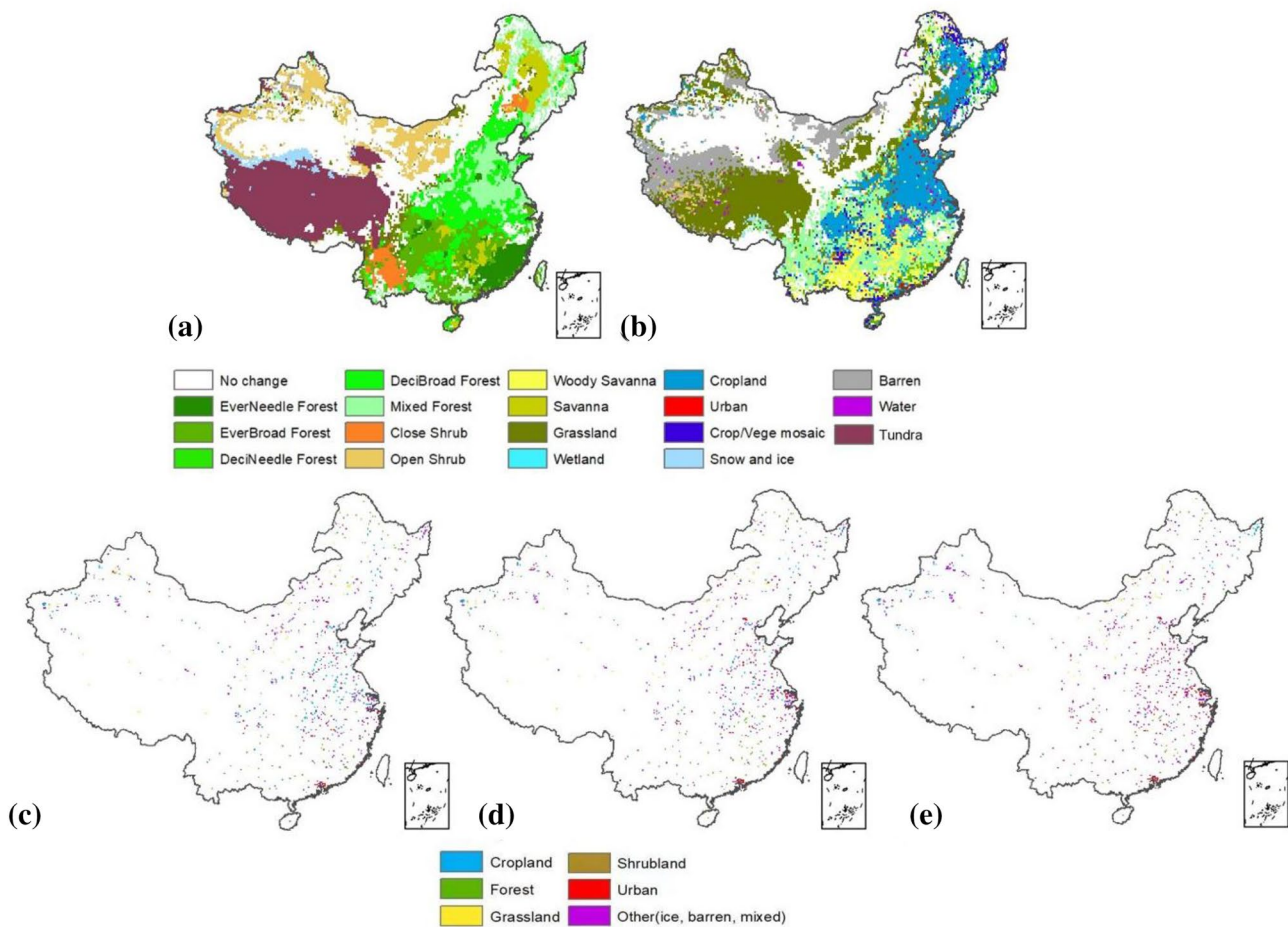 (a)
(b)
No change
DeciBroad Forest
Woody Savanna
Cropland
Barren
EverNeedle Forest
Mixed Forest
Savanna
Urban
Water
EverBroad Forest
Close Shrub
Grassland
Crop/Vege mosaic
Tundra
DeciNeedle Forest
Open Shrub
Wetland
Snow and ice
(c)
(d)
(e)
Cropland
Shrubland
Forest
Urban
Grassland
Other(ice, barren, mixed)